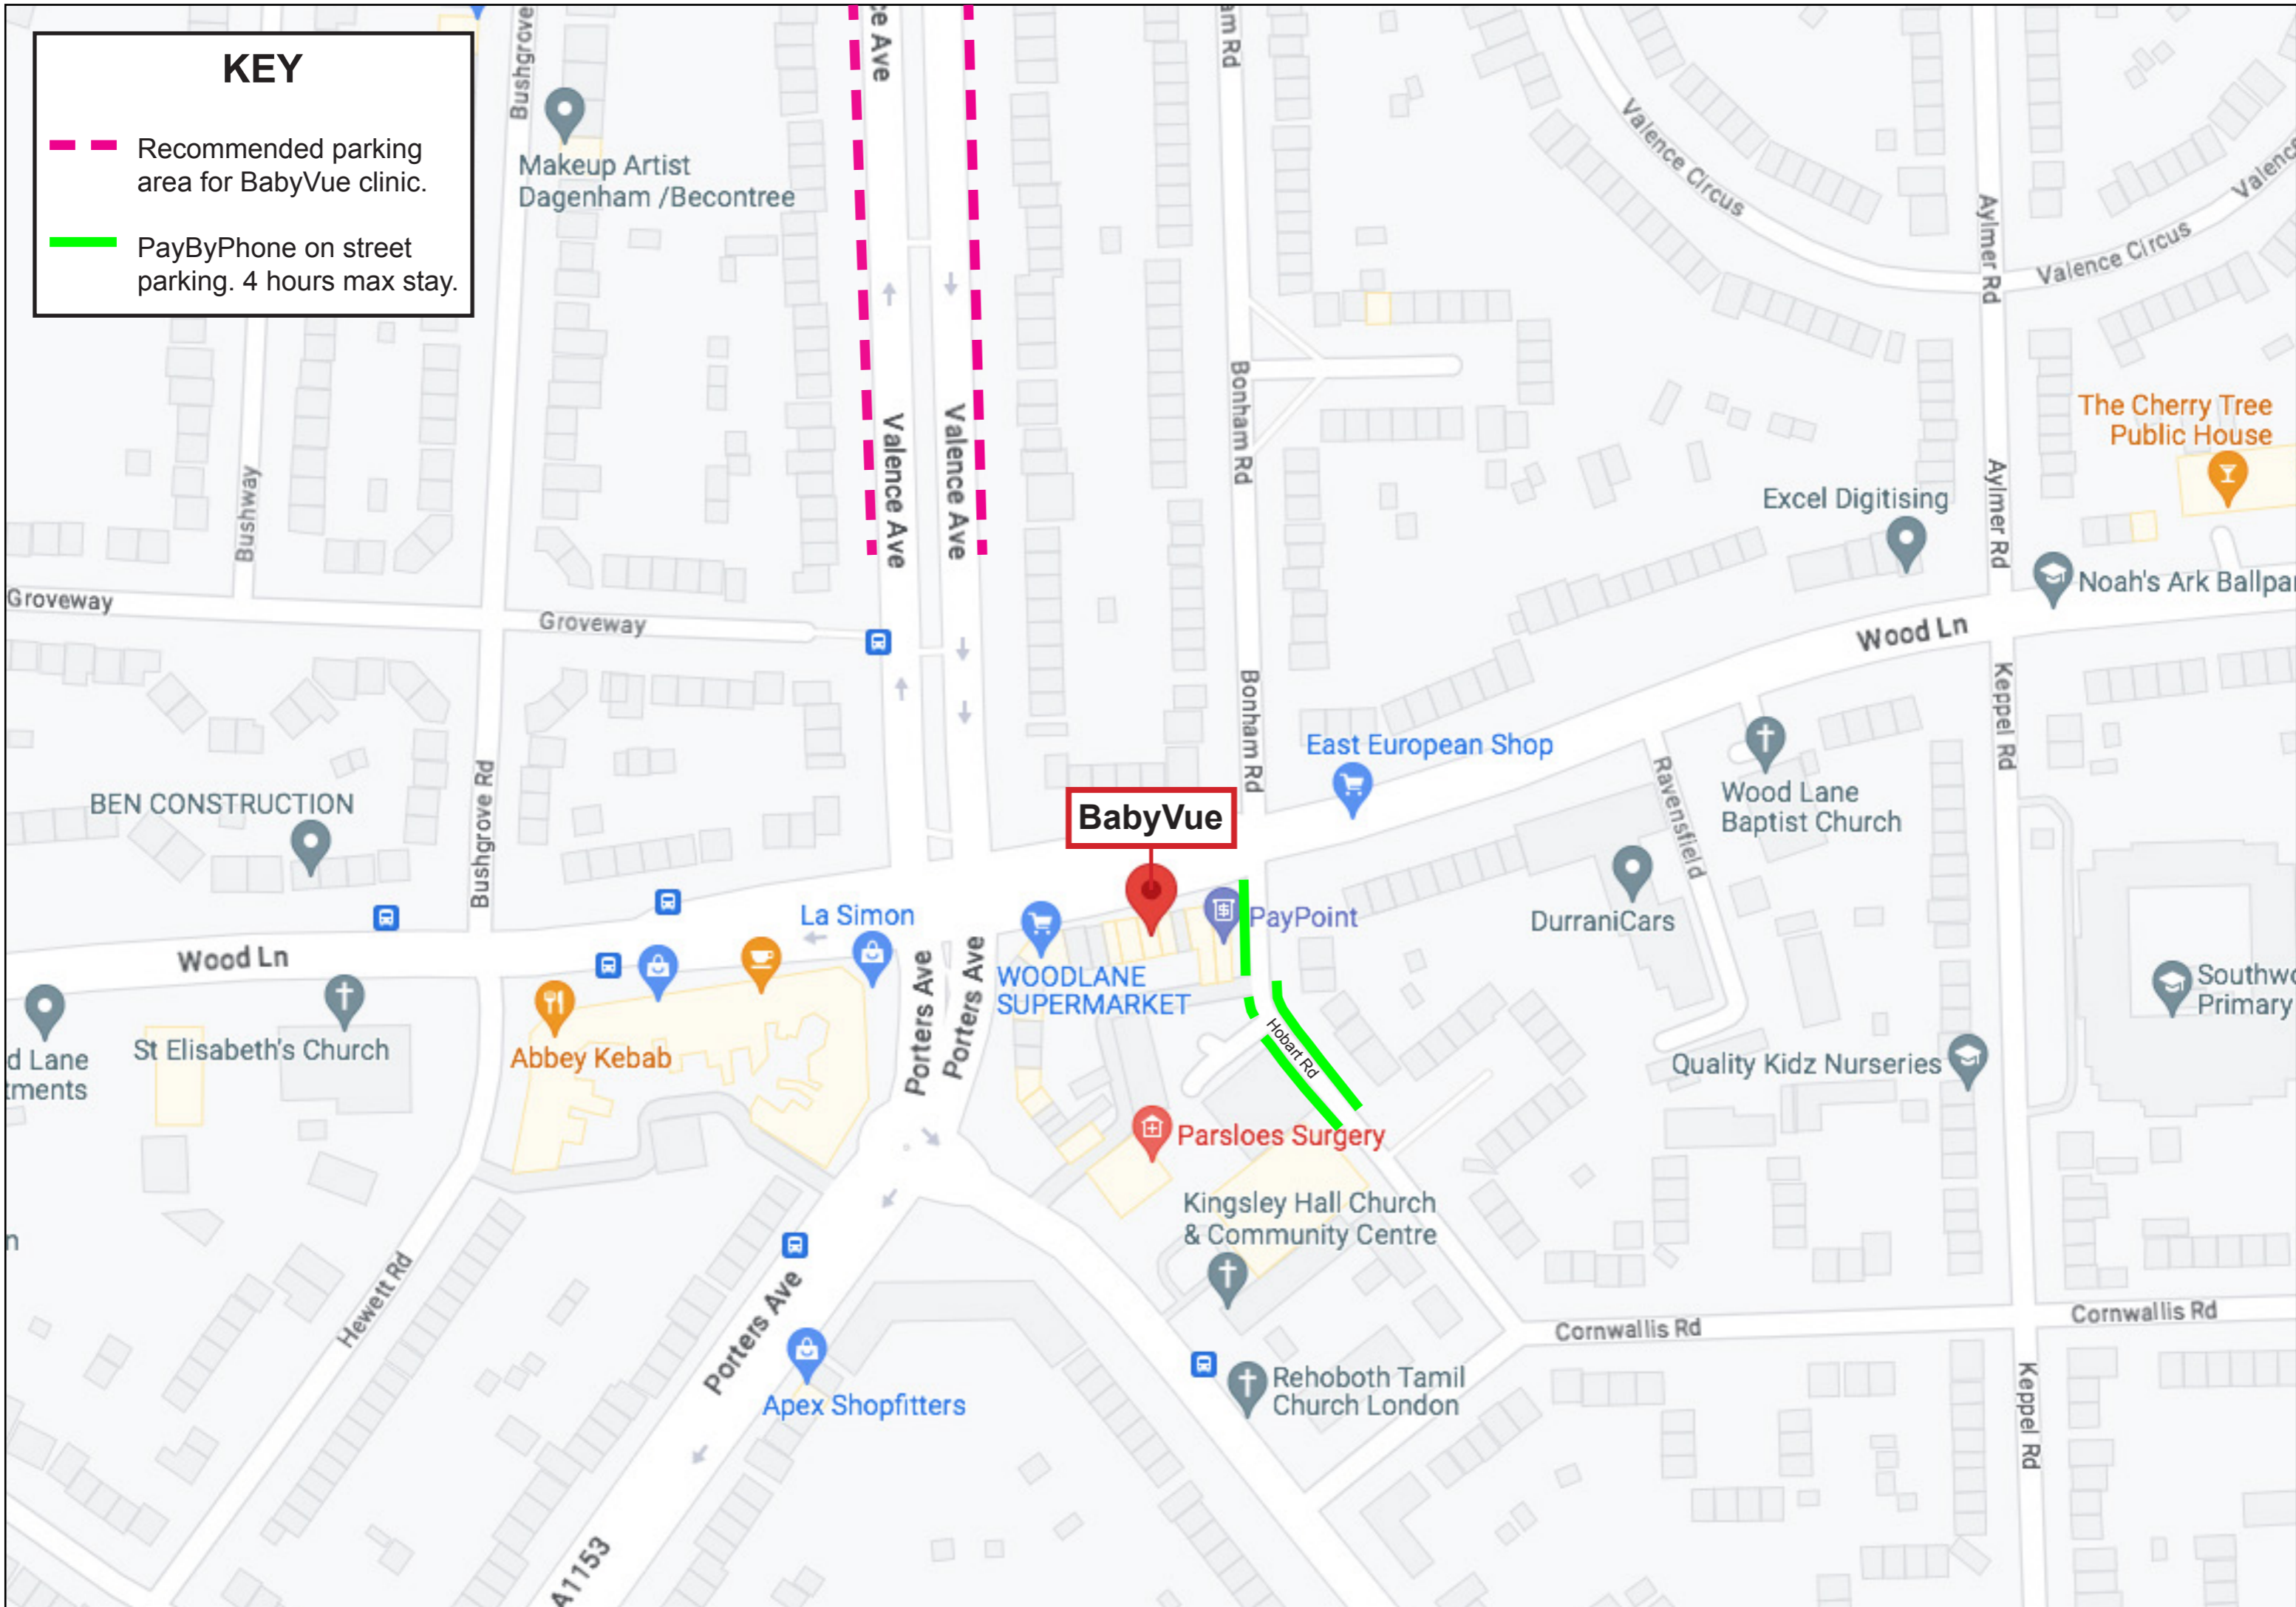 KEY
Recommended parking
area for BabyVue clinic.
PayByPhone on street
parking. 4 hours max stay.
Bushgrove
ce Ave
am Rd
Makeup Artist
Dagenham /Becontree
Valence Circus
Valence Circus
Valence
Aylmer Rd
Bonham Rd
Valence Ave
Valence Ave
The Cherry Tree
Public House
Bushway
Aylmer Rd
Excel Digitising
Noah's Ark Ballpar
Groveway
Groveway
Wood Ln
Bonham Rd
Keppel Rd
East European Shop
Ravensfield
Wood Lane
Baptist Church
BEN CONSTRUCTION
Bushgrove Rd
BabyVue
La Simon
PayPoint
DurraniCars
Wood Ln
Porters Ave
Porters Ave
WOODLANE
SUPERMARKET
Southwo
Primary
d Lane
tments
St Elisabeth's Church
Abbey Kebab
Hobart Rd
Quality Kidz Nurseries
Parsloes Surgery
Kingsley Hall Church
& Community Centre
n
Hewett Rd
Porters Ave
Cornwallis Rd
Cornwallis Rd
Apex Shopfitters
Rehoboth Tamil
Church London
Keppel Rd
A1153